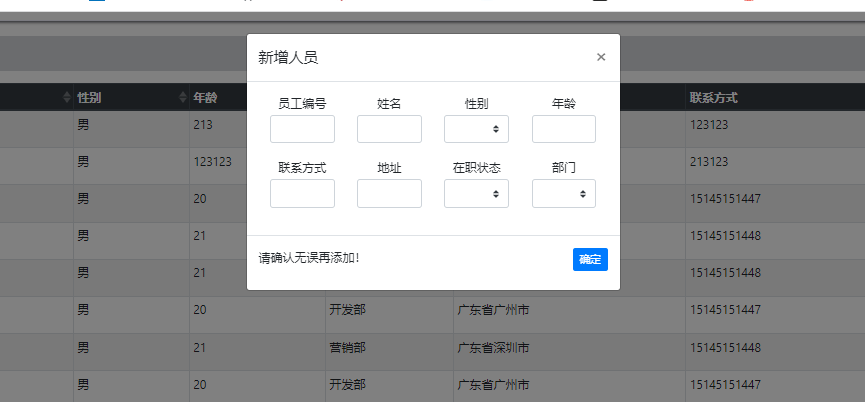 新增人员 ×
性别 年龄 联系方式
员工编号 姓名 性别 年龄
男 213 123123
男 123123 213123
联系方式 地址 在职状态 部门
男 20 15145151447
男 21 15145151448
请确认无误再添加! 确定
男 21 15145151448
男 20 开发部 广东省广州市 15145151447
男 21 营销部 广东省深圳市 15145151448
男 20 开发部 广东省广州市 15145151447